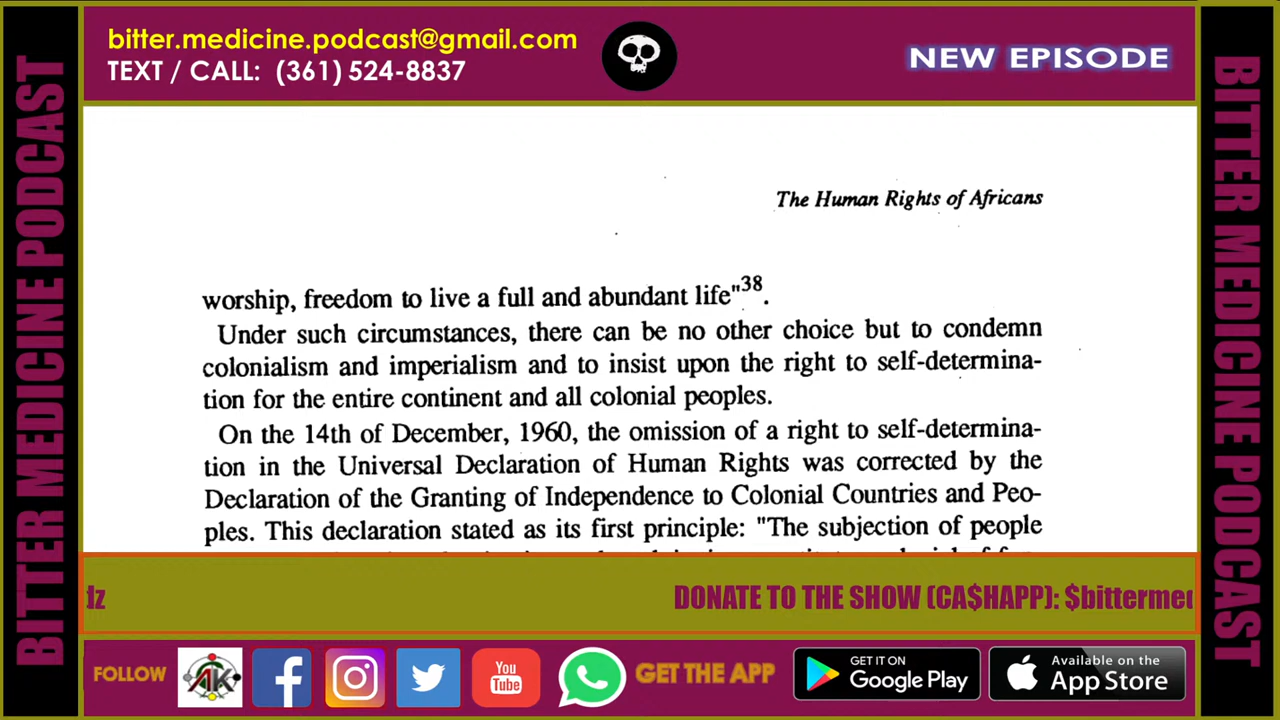 bitter.medicine.podcast@gmail.com
TEXT / CALL: (361) 524-8837
NEW EPISODE
BITTER MEDICINE PODCAST
The Human Rights of Africans
worship, freedom to live a full and abundant life"38.
Under such circumstances, there can be no other choice but to condemn
colonialism and imperialism and to insist upon the right to self-determina-
tion for the entire continent and all colonial peoples.
On the 14th of December, 1960, the omission of a right to self-determina-
tion in the Universal Declaration of Human Rights was corrected by the
Declaration of the Granting of Independence to Colonial Countries and Peo-
ples. This declaration stated as its first principle: "The subjection of people
BITTER MEDICINE PODCAST
dz
DONATE TO THE SHOW (CA$HAPP): $bittermed
FOLLOW
ATK
You
Tube
GET THE APP
GET IT ON
Google Play
Available on the
App Store